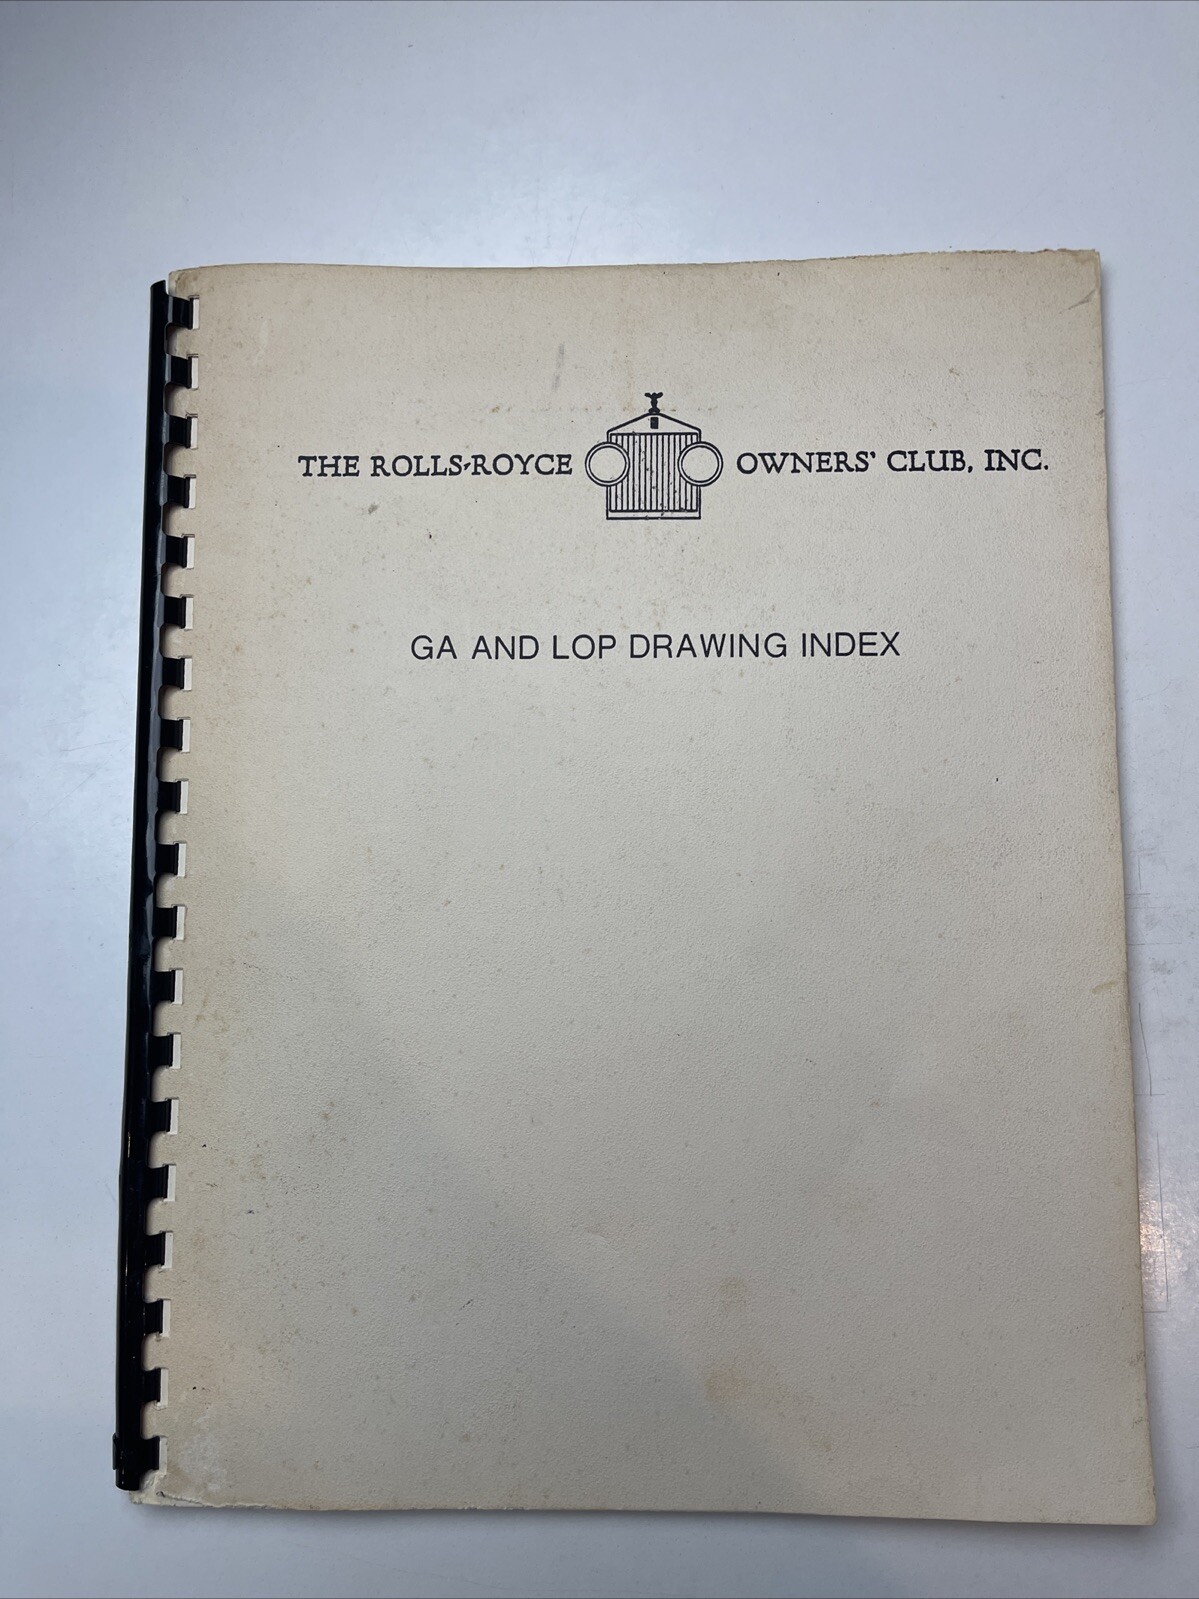 THE ROLLS-ROYCE OWNERS' CLUB, INC.
GA AND LOP DRAWING INDEX